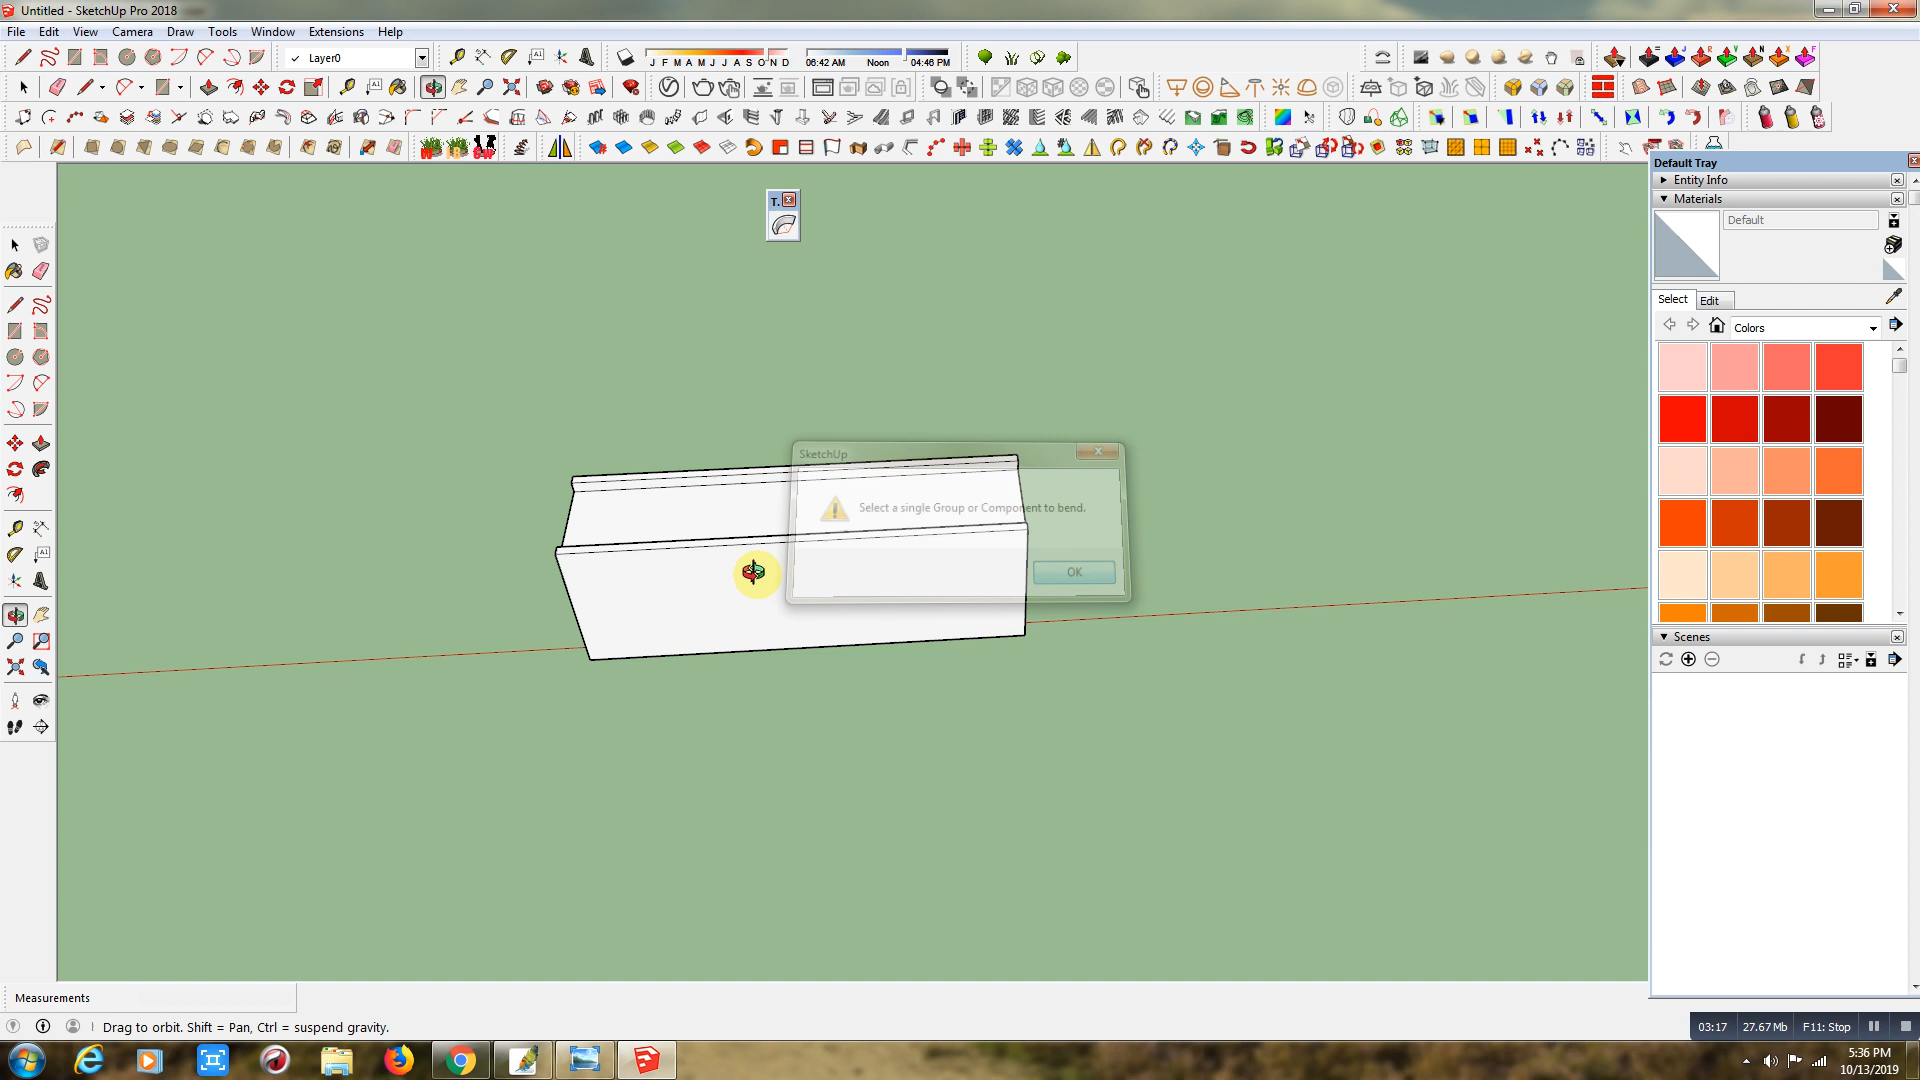 Untitled - SketchUp Pro 2018
File Edit View Camera Draw Tools Window Extensions Help
Layer0
J F M A M J J A S O N D
06:42 AM Noon 04:46 PM
Default Tray
Entity Info
Materials
T.
Default
Select Edit
Colors
SketchUp
Select a single Group or Component to bend.
OK
Scenes
Measurements
Drag to orbit. Shift = Pan, Ctrl = suspend gravity.
03:17 27.67 Mb F11: Stop
5:36 PM
10/13/2019